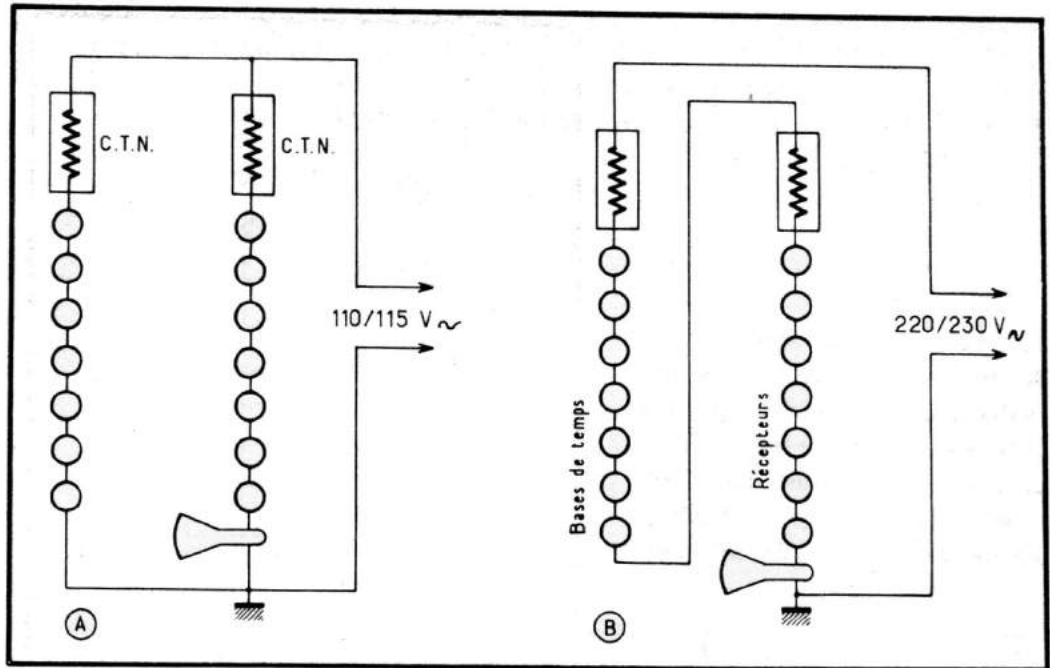 C.T.N.
C.T.N.
110/115 V ~
A
Bases de temps
Récepteurs
220/230 V ~
B